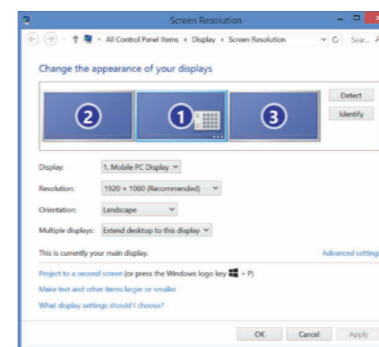 Screen Resolution
All Control Panel Items Display Screen Resolution
Change the appearance of your displays
2 1 3
Detect
Identify
Display: 1. Mobile PC Display
Resolution: 1920 × 1080 (Recommended)
Orientation: Landscape
Multiple displays: Extend desktop to this display
This is currently your main display.
Advanced setting
Project to a second screen (or press the Windows logo key + P)
Make text and other items larger or smaller
What display settings should I choose?
OK Cancel Apply